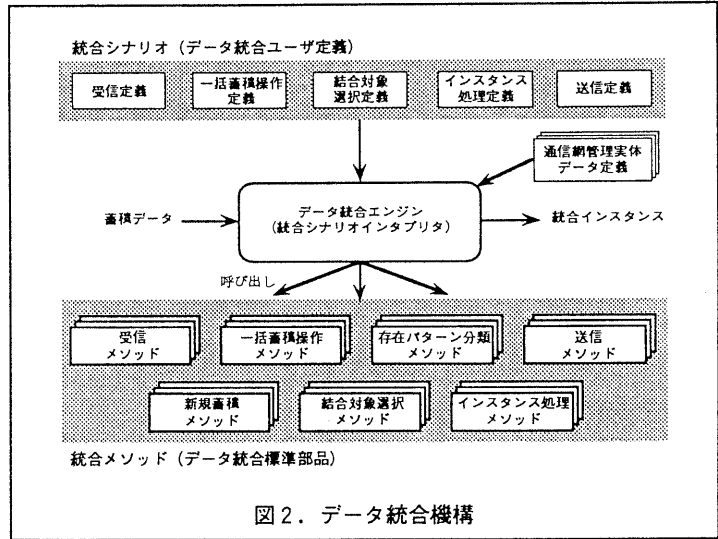 統合シナリオ（データ統合ユーザ定義）
受信定義
一括蓄積操作
定義
結合対象
選択定義
インスタンス
処理定義
送信定義
通信網管理実体
データ定義
蓄積データ
データ統合エンジン
（統合シナリオインタプリタ）
統合インスタンス
呼び出し
受信
メソッド
一括蓄積操作
メソッド
存在パターン分類
メソッド
送信
メソッド
新規蓄積
メソッド
結合対象選択
メソッド
インスタンス処理
メソッド
統合メソッド（データ統合標準部品）
図２．データ統合機構